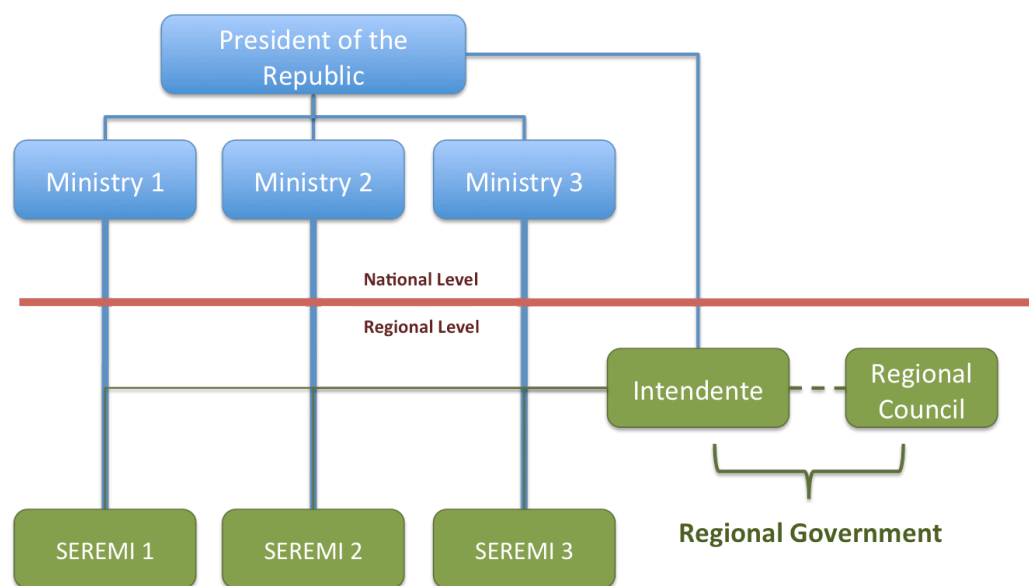 President of the
Republic
Ministry 1
Ministry 2
Ministry 3
National Level
Regional Level
Intendente
Regional
Council
Regional Government
SEREMI 1
SEREMI 2
SEREMI 3